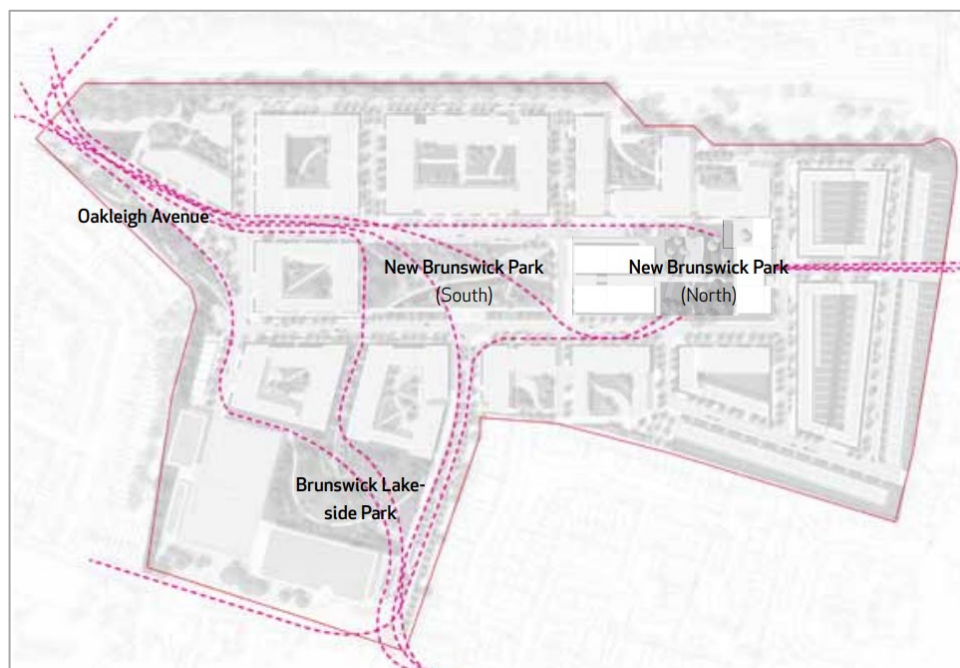 Oakleigh Avenue
New Brunswick Park
(South)
New Brunswick Park
(North)
Brunswick Lake-
side Park